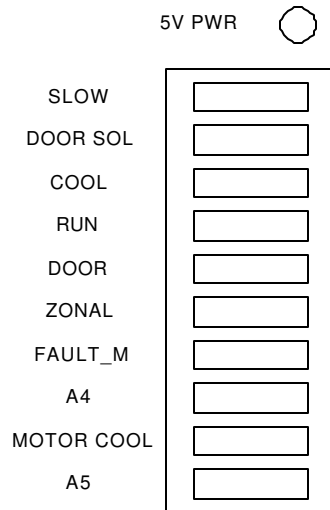 5V PWR
SLOW
DOOR SOL
COOL
RUN
DOOR
ZONAL
FAULT_M
A4
MOTOR COOL
A5